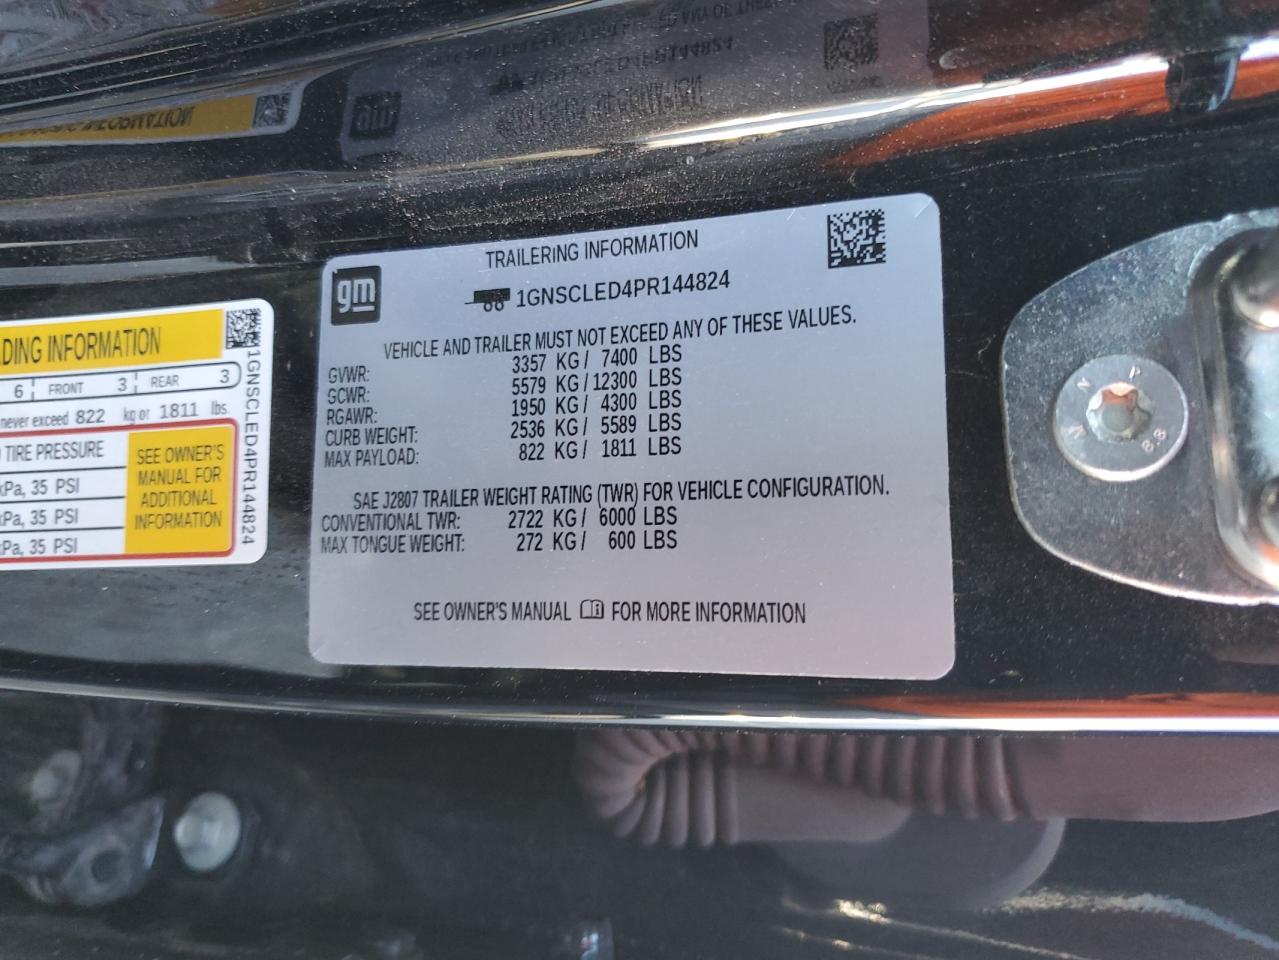 TRAILERING INFORMATION
gm
1GNSCLED4PR144824
VEHICLE AND TRAILER MUST NOT EXCEED ANY OF THESE VALUES.
GVWR: 3357 KG / 7400 LBS
GCWR: 5579 KG / 12300 LBS
RGAWR: 1950 KG / 4300 LBS
CURB WEIGHT: 2536 KG / 5589 LBS
MAX PAYLOAD: 822 KG / 1811 LBS
SAE J2807 TRAILER WEIGHT RATING (TWR) FOR VEHICLE CONFIGURATION.
CONVENTIONAL TWR: 2722 KG / 6000 LBS
MAX TONGUE WEIGHT: 272 KG / 600 LBS
SEE OWNER'S MANUAL FOR MORE INFORMATION
INFORMATION
6 FRONT 3 REAR 3
never exceed 822 kg or 1811 lbs.
TIRE PRESSURE
kPa, 35 PSI
kPa, 35 PSI
kPa, 35 PSI
SEE OWNER'S
MANUAL FOR
ADDITIONAL
INFORMATION
1GNSCLED4PR144824
8.8